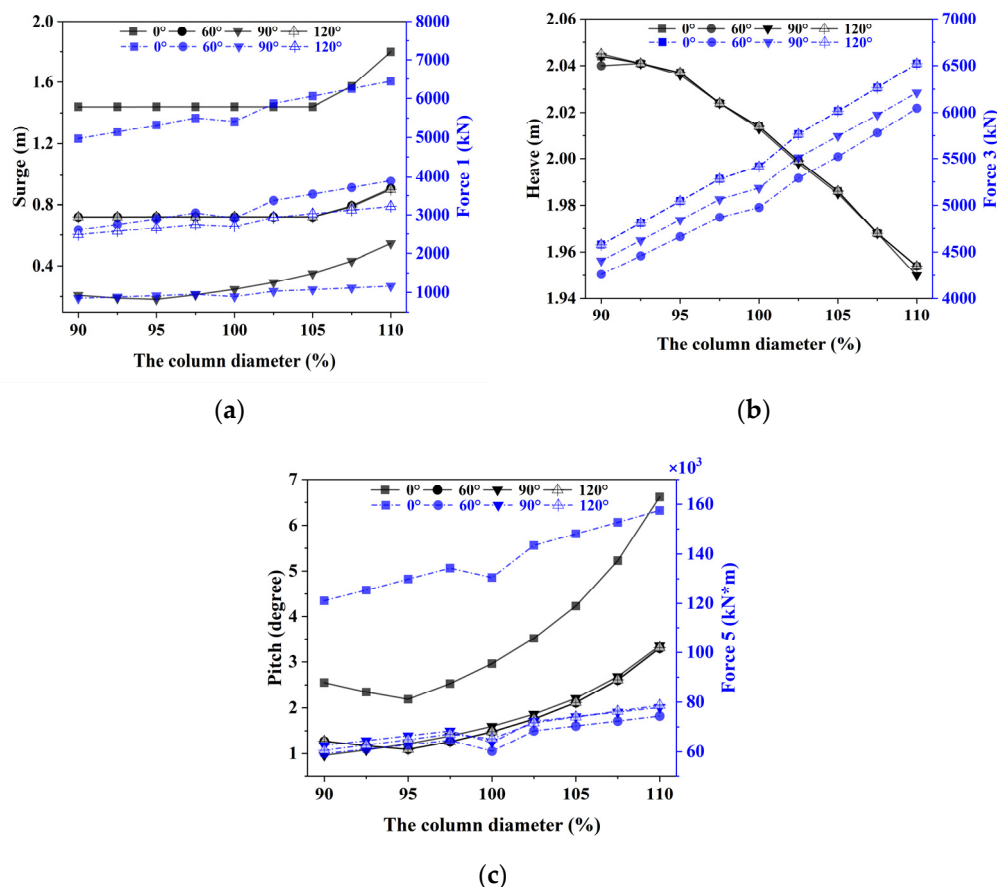 0° 60° 90° 120°
0° 60° 90° 120°
2.0
1.6
1.2
0.8
0.4
Surge (m)
8000
7000
6000
5000
4000
3000
2000
1000
Force 1 (kN)
90 95 100 105 110
The column diameter (%)
(a)
0° 60° 90° 120°
0° 60° 90° 120°
2.06
2.04
2.02
2.00
1.98
1.96
1.94
Heave (m)
7000
6500
6000
5500
5000
4500
4000
Force 3 (kN)
90 95 100 105 110
The column diameter (%)
(b)
×10³
0° 60° 90° 120°
0° 60° 90° 120°
7
6
5
4
3
2
1
Pitch (degree)
160
140
120
100
80
60
Force 5 (kN*m)
90 95 100 105 110
The column diameter (%)
(c)